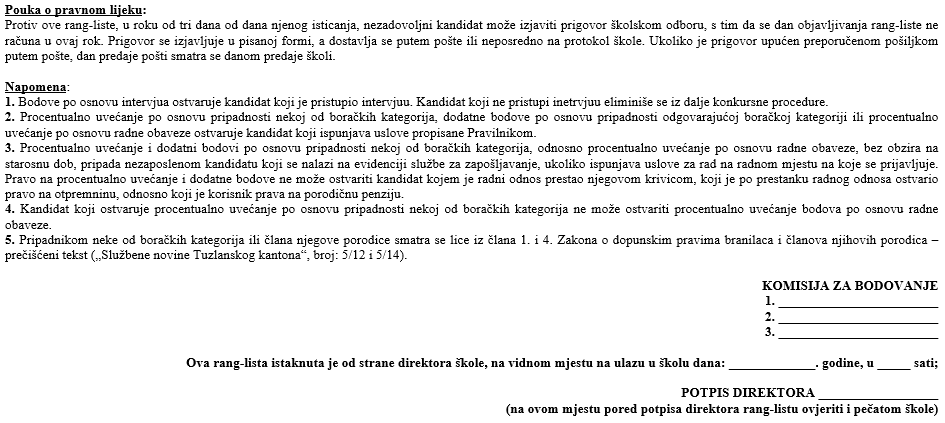 Pouka o pravnom lijeku:
Protiv ove rang-liste, u roku od tri dana od dana njenog isticanja, nezadovoljni kandidat može izjaviti prigovor školskom odboru, s tim da se dan objavljivanja rang-liste ne
računa u ovaj rok. Prigovor se izjavljuje u pisanoj formi, a dostavlja se putem pošte ili neposredno na protokol škole. Ukoliko je prigovor upućen preporučenom pošiljkom
putem pošte, dan predaje pošti smatra se danom predaje školi.
Napomena:
1. Bodove po osnovu intervjua ostvaruje kandidat koji je pristupio intervjuu. Kandidat koji ne pristupi inetrvjuu eliminiše se iz dalje konkursne procedure.
2. Procentualno uvećanje po osnovu pripadnosti nekoj od boračkih kategorija, dodatne bodove po osnovu pripadnosti odgovarajućoj boračkoj kategoriji ili procentualno
uvećanje po osnovu radne obaveze ostvaruje kandidat koji ispunjava uslove propisane Pravilnikom.
3. Procentualno uvećanje i dodatni bodovi po osnovu pripadnosti nekoj od boračkih kategorija, odnosno procentualno uvećanje po osnovu radne obaveze, bez obzira na
starosnu dob, pripada nezaposlenom kandidatu koji se nalazi na evidenciji službe za zapošljavanje, ukoliko ispunjava uslove za rad na radnom mjestu na koje se prijavljuje.
Pravo na procentualno uvećanje i dodatne bodove ne može ostvariti kandidat kojem je radni odnos prestao njegovom krivicom, koji je po prestanku radnog odnosa ostvario
pravo na otpremninu, odnosno koji je korisnik prava na porodičnu penziju.
4. Kandidat koji ostvaruje procentualno uvećanje po osnovu pripadnosti nekoj od boračkih kategorija ne može ostvariti procentualno uvećanje bodova po osnovu radne
obaveze.
5. Pripadnikom neke od boračkih kategorija ili člana njegove porodice smatra se lice iz člana 1. i 4. Zakona o dopunskim pravima branilaca i članova njihovih porodica –
prečišćeni tekst („Službene novine Tuzlanskog kantona“, broj: 5/12 i 5/14).
KOMISIJA ZA BODOVANJE
1. ________________________
2. ________________________
3. ________________________
Ova rang-lista istaknuta je od strane direktora škole, na vidnom mjestu na ulazu u školu dana: _____________. godine, u _____ sati;
POTPIS DIREKTORA __________________
(na ovom mjestu pored potpisa direktora rang-listu ovjeriti i pečatom škole)